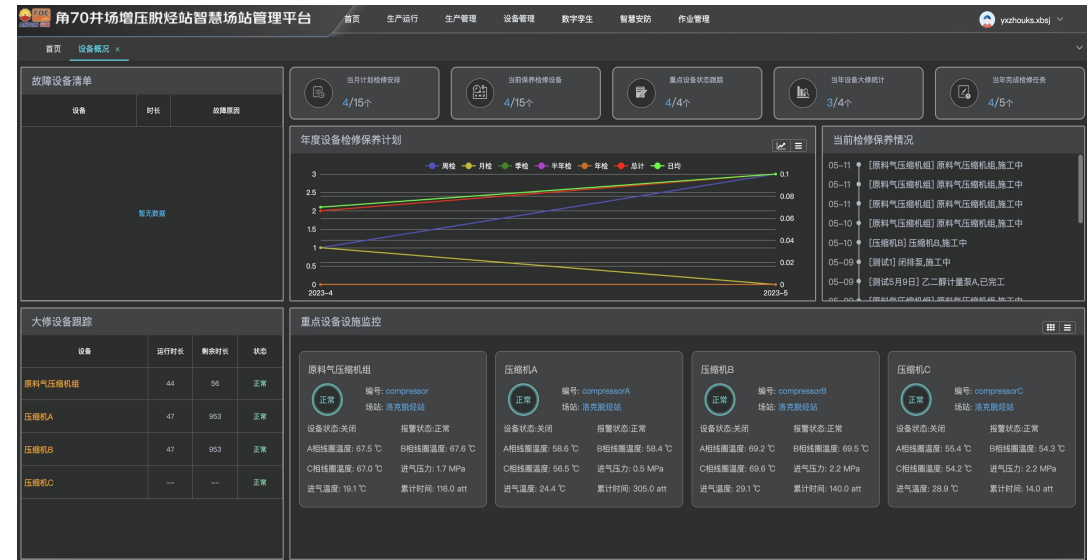 角70井场增压脱烃站智慧场站管理平台
首页 生产运行 生产管理 设备管理 数字孪生 智慧安防 作业管理
yxzhouks.xbsj
首页 设备概况 ×
故障设备清单
设备 时长 故障原因
暂无数据
当月计划检修安排
4/15个
当前保养检修设备
4/15个
重点设备状态跟踪
4/4个
当年设备大修统计
3/4个
当年完成检修任务
4/5个
年度设备检修保养计划
周检 月检 季检 半年检 年检 总计 日均
3 0.1
2.5 0.08
2 0.06
1.5 0.04
1 0.02
0.5
0 0
2023-4 2023-5
当前检修保养情况
05-11 [原料气压缩机组] 原料气压缩机组,施工中
05-11 [原料气压缩机组] 原料气压缩机组,施工中
05-11 [原料气压缩机组] 原料气压缩机组,施工中
05-10 [原料气压缩机组] 原料气压缩机组,施工中
05-10 [压缩机B] 压缩机B,施工中
05-09 [测试1] 闭排泵,施工中
05-09 [测试5月9日] 乙二醇计量泵A,已完工
大修设备跟踪
设备 运行时长 剩余时长 状态
原料气压缩机组 44 56 正常
压缩机A 47 953 正常
压缩机B 47 953 正常
压缩机C — — 正常
重点设备设施监控
原料气压缩机组
正常
编号: compressor
场站: 洛克脱烃站
设备状态:关闭 报警状态:正常
A相线圈温度: 67.5 ℃ B相线圈温度: 67.6 ℃
C相线圈温度: 67.0 ℃ 进气压力: 1.7 MPa
进气温度: 19.1 ℃ 累计时间: 116.0 att
压缩机A
正常
编号: compressorA
场站: 洛克脱烃站
设备状态:关闭 报警状态:正常
A相线圈温度: 58.6 ℃ B相线圈温度: 58.4 ℃
C相线圈温度: 56.5 ℃ 进气压力: 0.5 MPa
进气温度: 24.4 ℃ 累计时间: 305.0 att
压缩机B
正常
编号: compressorB
场站: 洛克脱烃站
设备状态:关闭 报警状态:正常
A相线圈温度: 69.2 ℃ B相线圈温度: 69.5 ℃
C相线圈温度: 69.6 ℃ 进气压力: 2.2 MPa
进气温度: 29.1 ℃ 累计时间: 140.0 att
压缩机C
正常
编号: compressorC
场站: 洛克脱烃站
设备状态:关闭 报警状态:正常
A相线圈温度: 55.4 ℃ B相线圈温度: 54.3 ℃
C相线圈温度: 54.2 ℃ 进气压力: 2.2 MPa
进气温度: 28.9 ℃ 累计时间: 14.0 att